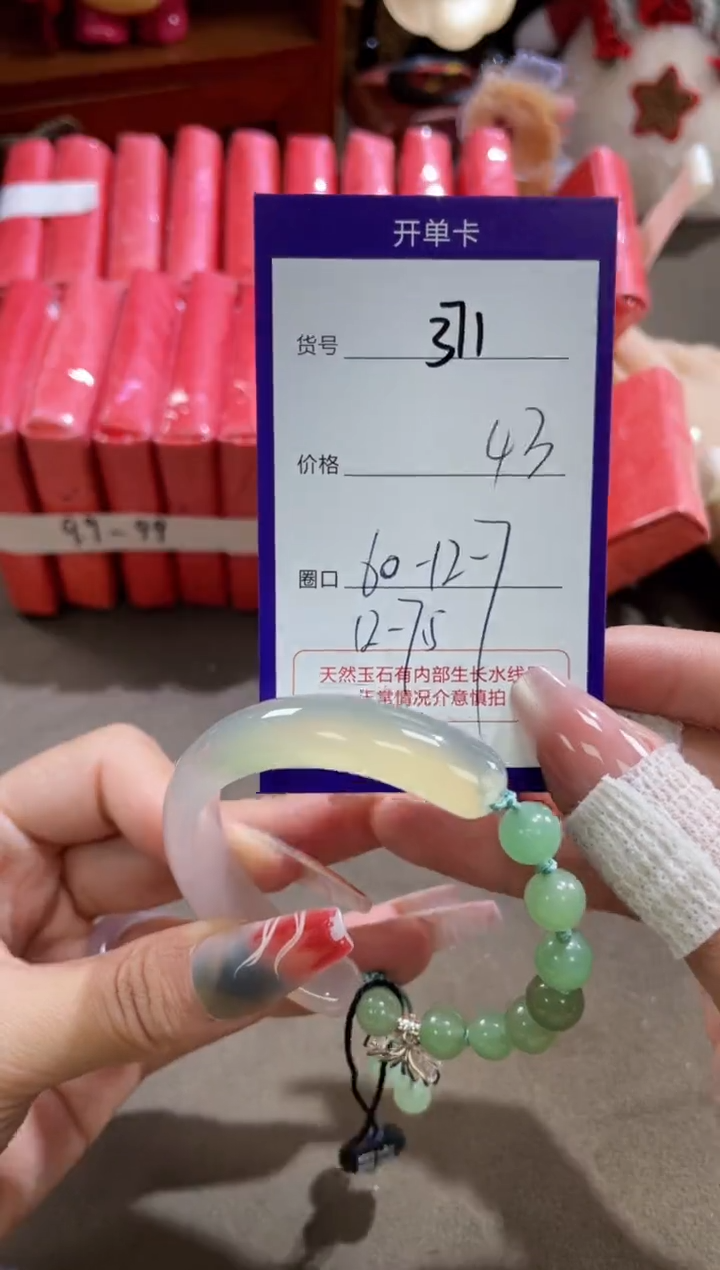 开单卡
货号 371
价格 43
圈口 60-12-7
12-7.5
天然玉石有内部生长水线
正常情况介意慎拍
99-99